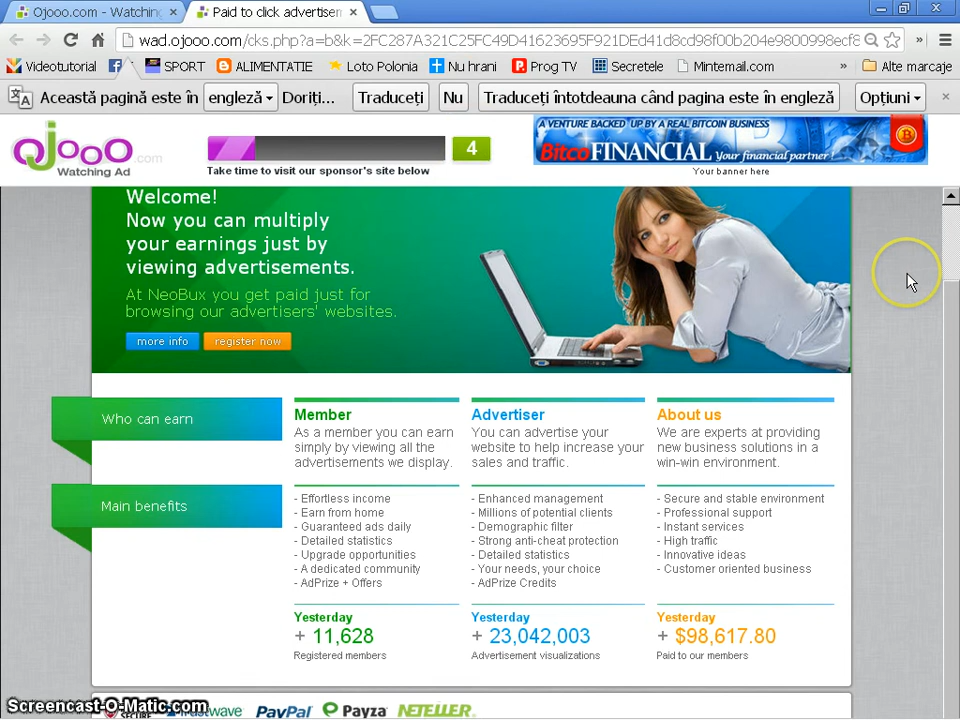 Ojooo.com - Watching
Paid to click advertisem
wad.ojooo.com/cks.php?a=b&k=2FC287A321C25FC49D41623695F921DEd41d8cd98f00b204e9800998ecf8
Videotutorial
SPORT
ALIMENTATIE
Loto Polonia
Nu hrani
Prog TV
Secretele
Mintemail.com
»
Alte marcaje
Această pagină este în engleză Doriți... Traduceți Nu Traduceți întotdeauna când pagina este în engleză Opțiuni
Ojooo.com
Watching Ad
4
Take time to visit our sponsor's site below
A VENTURE BACKED UP BY A REAL BITCOIN BUSINESS
BitcoFINANCIAL Your financial partner!
Your banner here
Welcome!
Now you can multiply
your earnings just by
viewing advertisements.
At NeoBux you get paid just for
browsing our advertisers' websites.
more info
register now
Who can earn
Member
As a member you can earn
simply by viewing all the
advertisements we display.
Advertiser
You can advertise your
website to help increase your
sales and traffic.
About us
We are experts at providing
new business solutions in a
win-win environment.
Main benefits
- Effortless income
- Earn from home
- Guaranteed ads daily
- Detailed statistics
- Upgrade opportunities
- A dedicated community
- AdPrize + Offers
- Enhanced management
- Millions of potential clients
- Demographic filter
- Strong anti-cheat protection
- Detailed statistics
- Your needs, your choice
- AdPrize Credits
- Secure and stable environment
- Professional support
- Instant services
- High traffic
- Innovative ideas
- Customer oriented business
Yesterday
+ 11,628
Registered members
Yesterday
+ 23,042,003
Advertisement visualizations
Yesterday
+ $98,617.80
Paid to our members
Screencast-O-Matic.com
SECURE
Trustwave
PayPal
Payza
NETELLER